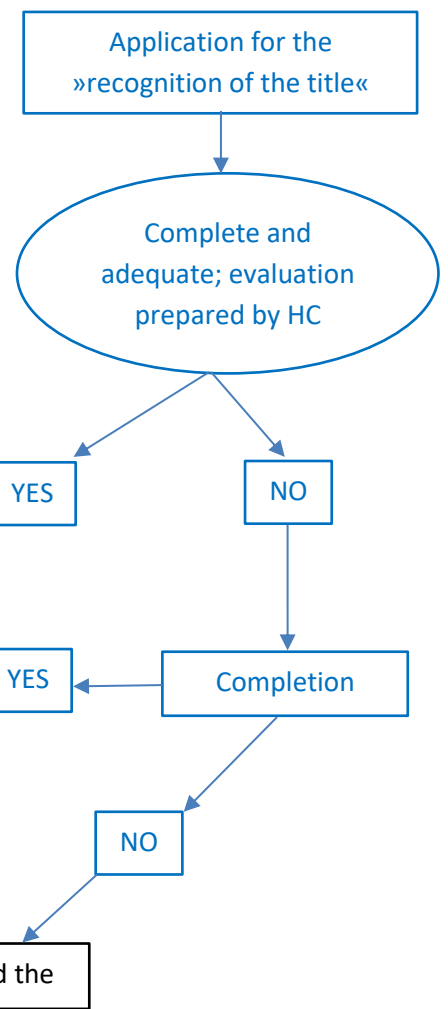 Application for the
»recognition of the title«
Complete and
adequate; evaluation
prepared by HC
YES
NO
YES
Completion
NO
the